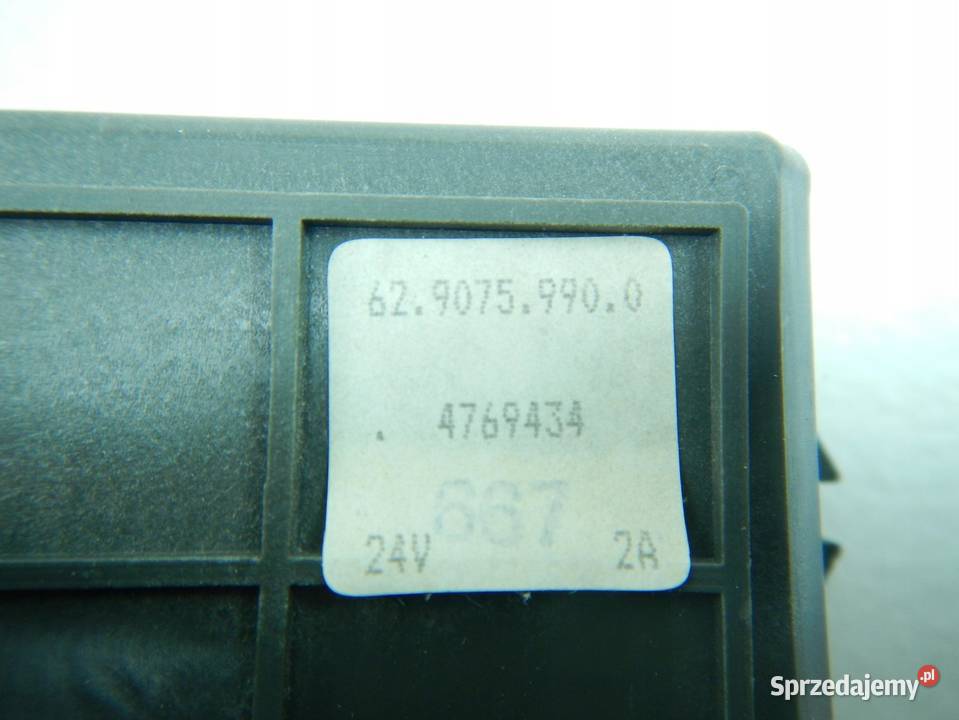 62.9075.990.0
. 4769434
667
24V 2A
Sprzedajemy.pl